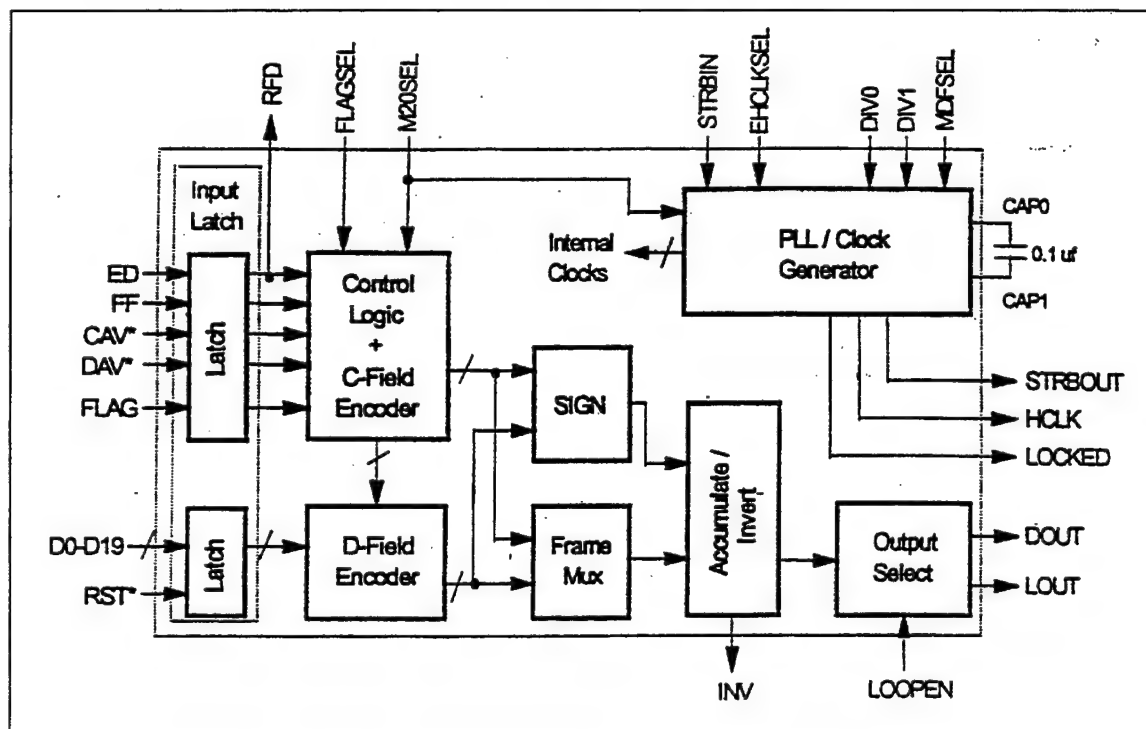 RFD
FLAGSEL
M20SEL
STRBIN
EHCLKSEL
DIV0
DIV1
MDFSEL
Input
Latch
ED
FF
CAV*
DAV*
FLAG
Latch
Control
Logic
+
C-Field
Encoder
Internal
Clocks
PLL / Clock
Generator
CAP0
0.1 uf
CAP1
STRBOUT
HCLK
LOCKED
SIGN
Accumulate /
Invert
D0-D19
RST*
Latch
D-Field
Encoder
Frame
Mux
Output
Select
DOUT
LOUT
INV
LOOPEN